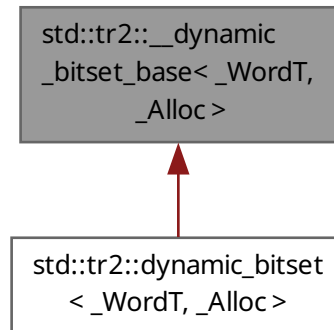 std::tr2::__dynamic
_bitset_base< _WordT,
_Alloc >
std::tr2::dynamic_bitset
< _WordT, _Alloc >